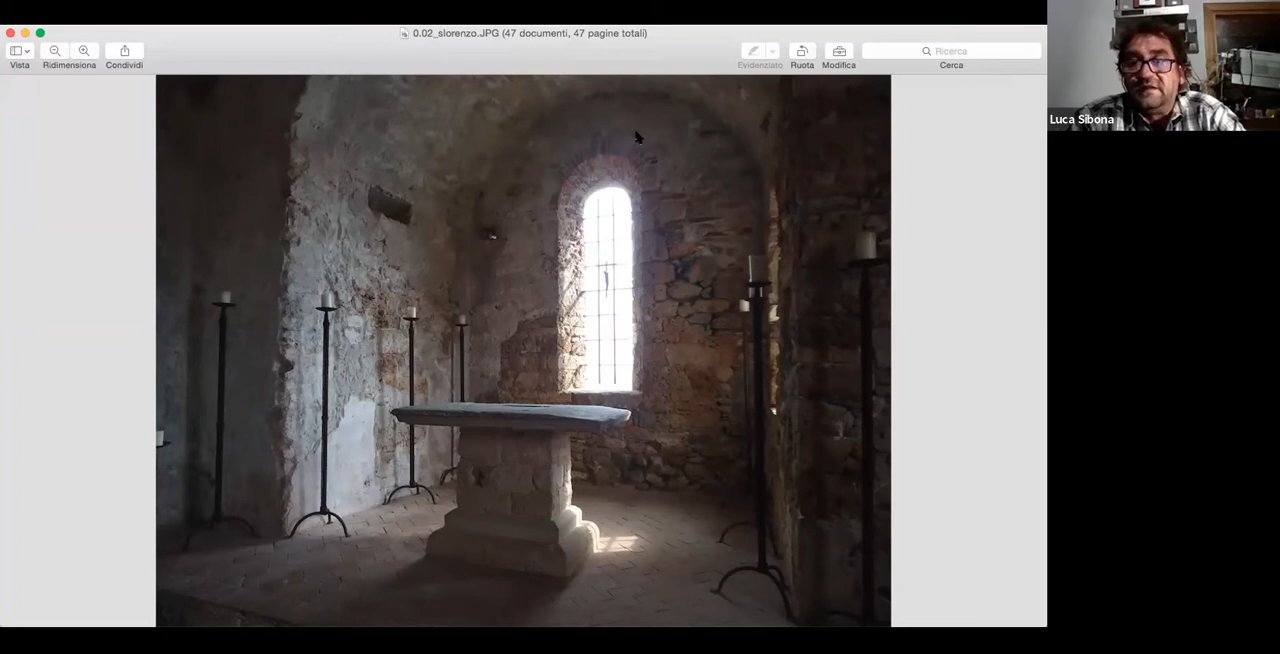 0.02_slorenzo.JPG (47 documenti, 47 pagine totali)
Vista
Ridimensiona
Condividi
Evidenziato
Ruota
Modifica
Ricerca
Cerca
Luca Sibona